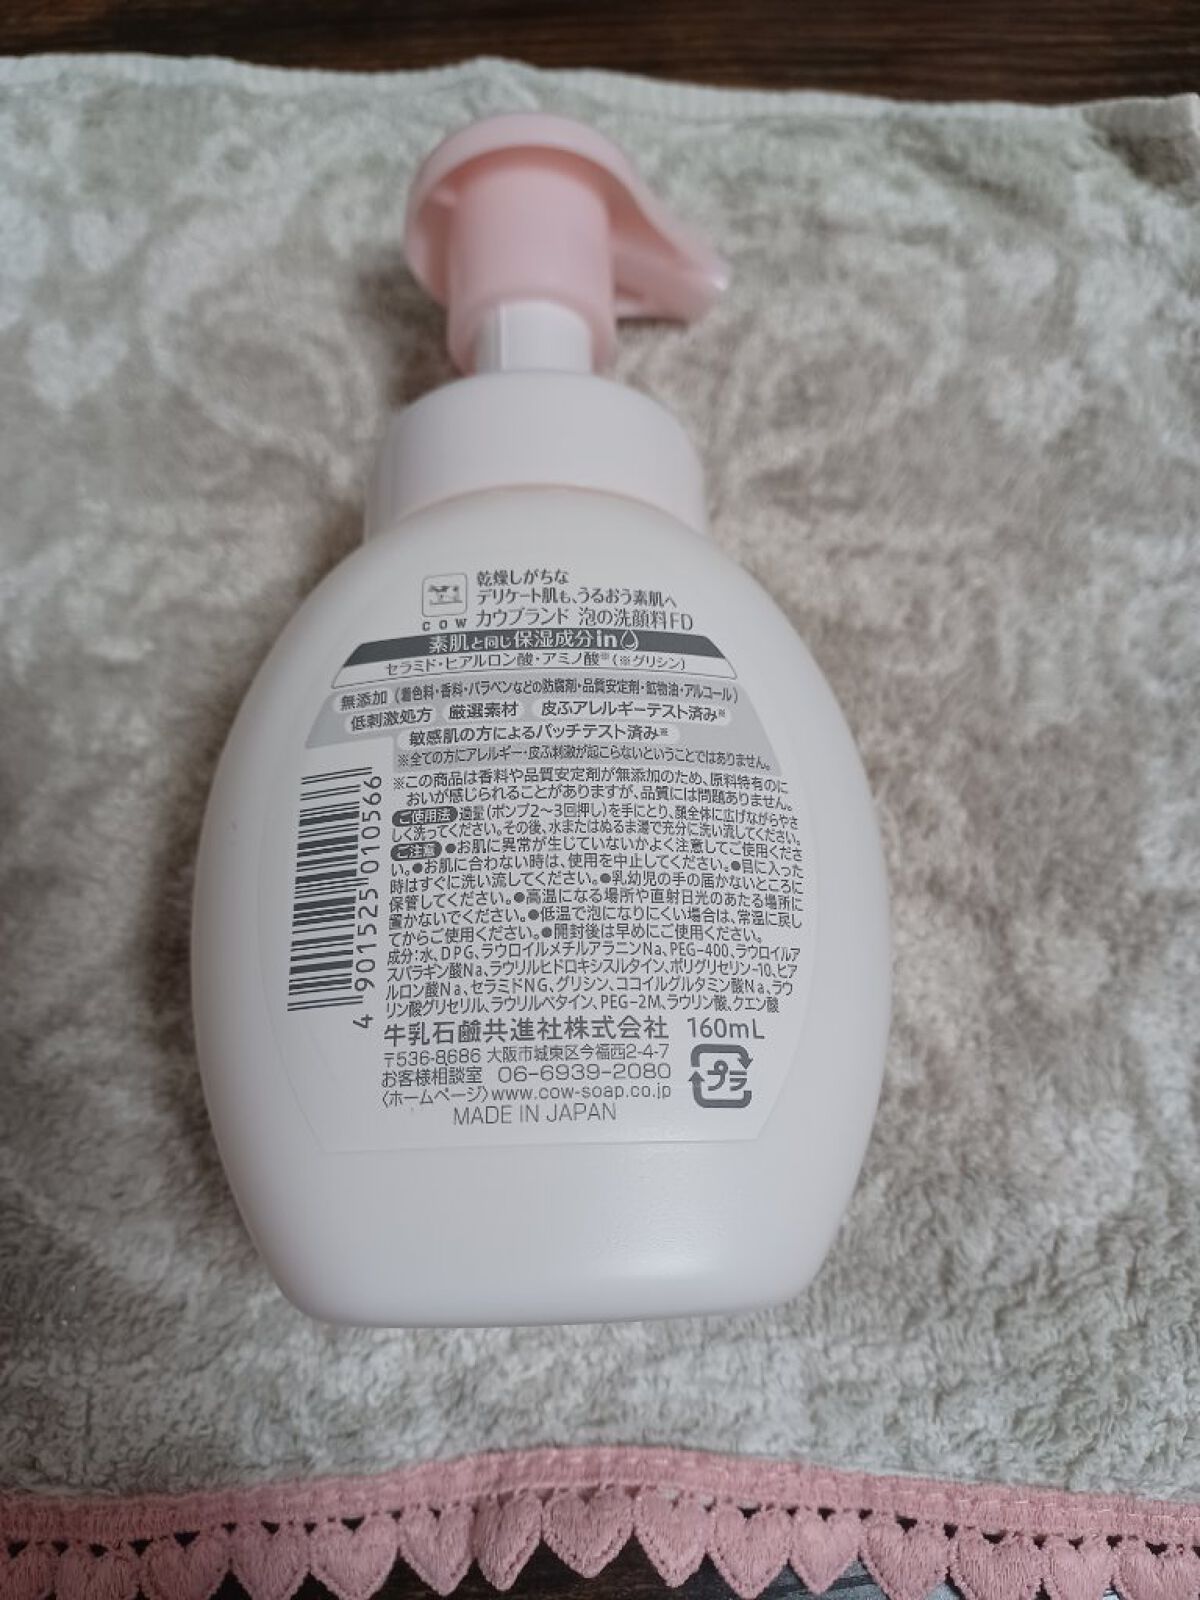 乾燥しがちな
デリケート肌も、うるおう素肌へ
COW カウブランド 泡の洗顔料FD
素肌と同じ保湿成分in
セラミド・ヒアルロン酸・アミノ酸※(※グリシン)
無添加(着色料・香料・パラベンなどの防腐剤・品質安定剤・鉱物油・アルコール)
低刺激処方 厳選素材 皮ふアレルギーテスト済み※
敏感肌の方によるパッチテスト済み※
※全ての方にアレルギー・皮ふ刺激が起こらないということではありません。
※この商品は香料や品質安定剤が無添加のため、原料特有のに
おいが感じられることがありますが、品質には問題ありません。
ご使用法 適量(ポンプ2〜3回押し)を手にとり、顔全体に広げながらやさ
しく洗ってください。その後、水またはぬるま湯で充分に洗い流してください。
ご注意 ●お肌に異常が生じていないかよく注意してご使用くださ
い。●お肌に合わない時は、使用を中止してください。●目に入った
時はすぐに洗い流してください。●乳幼児の手の届かないところに
保管してください。●高温になる場所や直射日光のあたる場所に
置かないでください。●低温で泡になりにくい場合は、常温に戻し
てからご使用ください。●開封後は早めにご使用ください。
成分:水、DPG、ラウロイルメチルアラニンNa、PEG-400、ラウロイルア
スパラギン酸Na、ラウリルヒドロキシスルタイン、ポリグリセリン-10、ヒア
ルロン酸Na、セラミドNG、グリシン、ココイルグルタミン酸Na、ラウ
リン酸グリセリル、ラウリルベタイン、PEG-2M、ラウリン酸、クエン酸
牛乳石鹼共進社株式会社 160mL
〒536-8686 大阪市城東区今福西2-4-7
お客様相談室 06-6939-2080
〈ホームページ〉www.cow-soap.co.jp
MADE IN JAPAN
プラ
4 901525 010566